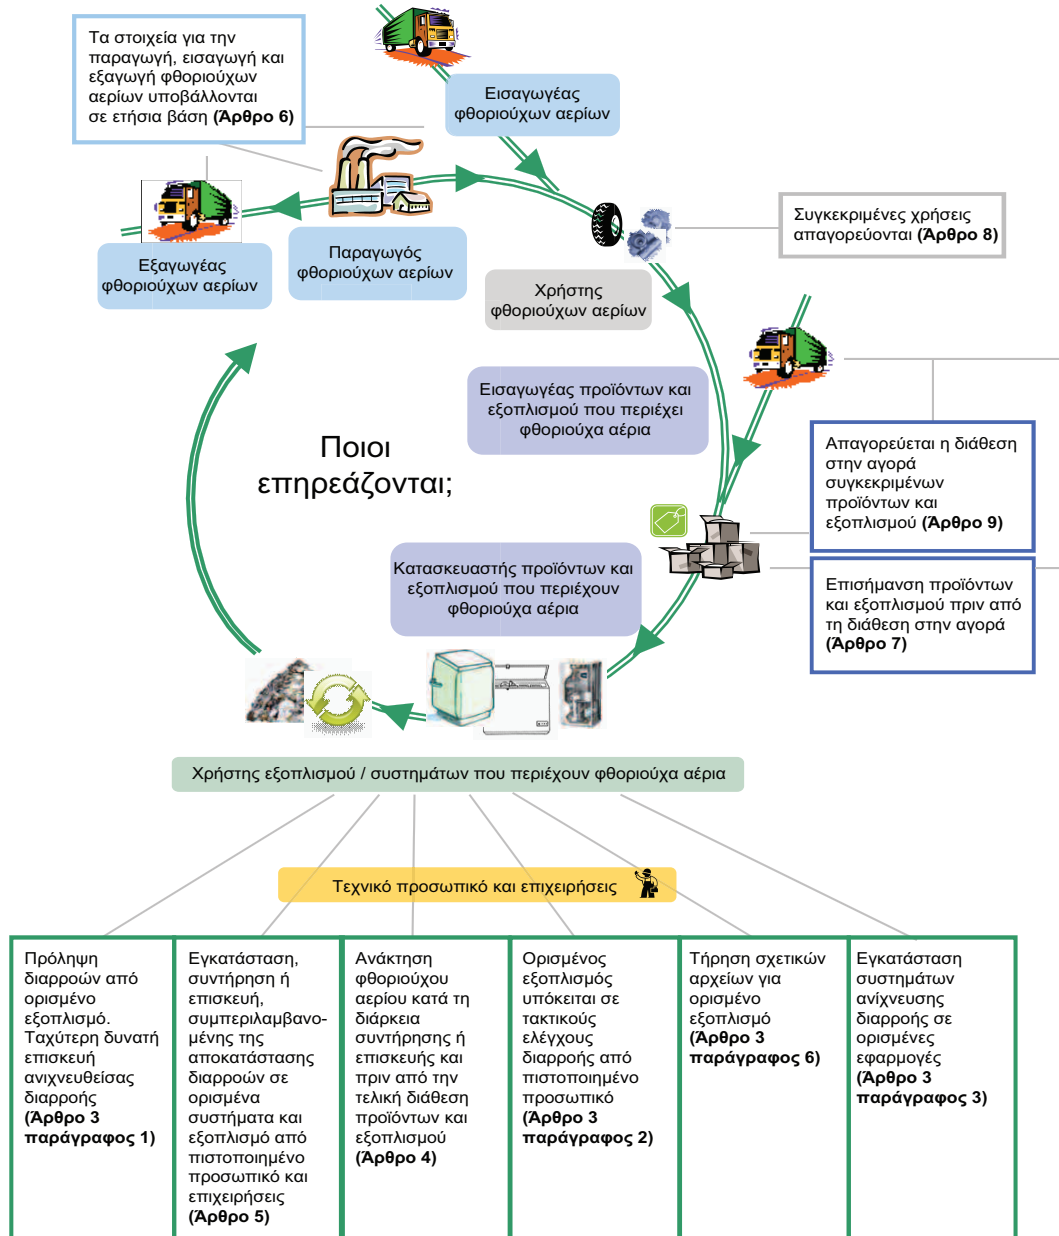 Τα στοιχεία για την
παραγωγή, εισαγωγή και
εξαγωγή φθοριούχων
αερίων υποβάλλονται
σε ετήσια βάση (Άρθρο 6)
Εισαγωγέας
φθοριούχων αερίων
Συγκεκριμένες χρήσεις
απαγορεύονται (Άρθρο 8)
Εξαγωγέας
φθοριούχων αερίων
Παραγωγός
φθοριούχων αερίων
Χρήστης
φθοριούχων αερίων
Εισαγωγέας προϊόντων και
εξοπλισμού που περιέχει
φθοριούχα αέρια
Ποιοι
επηρεάζονται;
Απαγορεύεται η διάθεση
στην αγορά
συγκεκριμένων
προϊόντων και
εξοπλισμού (Άρθρο 9)
Κατασκευαστής προϊόντων και
εξοπλισμού που περιέχουν
φθοριούχα αέρια
Επισήμανση προϊόντων
και εξοπλισμού πριν από
τη διάθεση στην αγορά
(Άρθρο 7)
Χρήστης εξοπλισμού / συστημάτων που περιέχουν φθοριούχα αέρια
Τεχνικό προσωπικό και επιχειρήσεις
Πρόληψη
διαρροών από
ορισμένο
εξοπλισμό.
Ταχύτερη δυνατή
επισκευή
ανιχνευθείσας
διαρροής
(Άρθρο 3
παράγραφος 1)
Εγκατάσταση,
συντήρηση ή
επισκευή,
συμπεριλαμβανο-
μένης της
αποκατάστασης
διαρροών σε
ορισμένα
συστήματα και
εξοπλισμό από
πιστοποιημένο
προσωπικό και
επιχειρήσεις
(Άρθρο 5)
Ανάκτηση
φθοριούχου
αερίου κατά τη
διάρκεια
συντήρησης ή
επισκευής και
πριν από την
τελική διάθεση
προϊόντων και
εξοπλισμού
(Άρθρο 4)
Ορισμένος
εξοπλισμός
υπόκειται σε
τακτικούς
ελέγχους
διαρροής από
πιστοποιημένο
προσωπικό
(Άρθρο 3
παράγραφος 2)
Τήρηση σχετικών
αρχείων για
ορισμένο
εξοπλισμό
(Άρθρο 3
παράγραφος 6)
Εγκατάσταση
συστημάτων
ανίχνευσης
διαρροής σε
ορισμένες
εφαρμογές
(Άρθρο 3
παράγραφος 3)